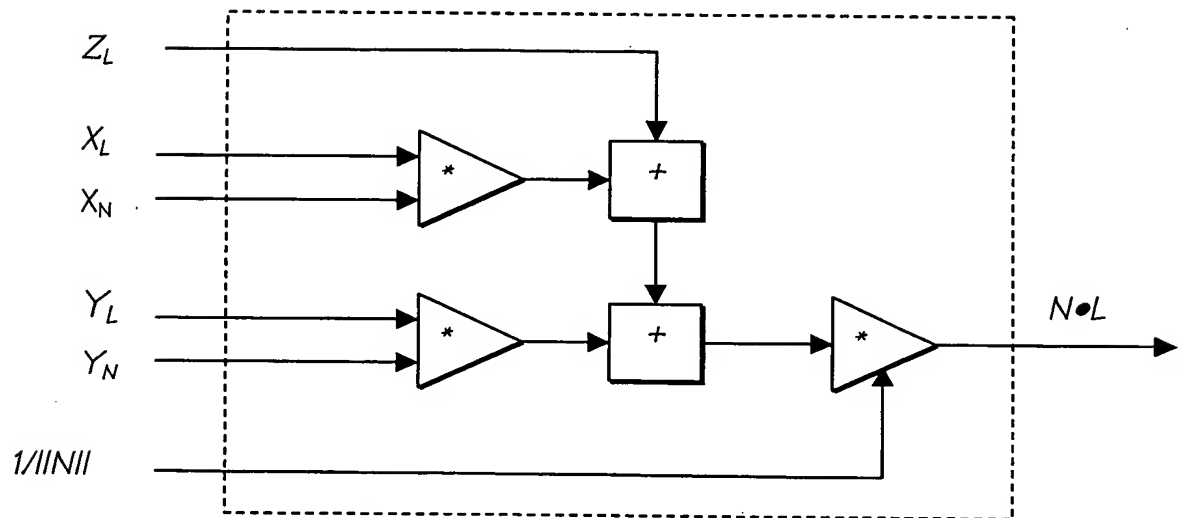 Z_L
X_L
* +
X_N
Y_L
* + * N•L
Y_N
1/||N||